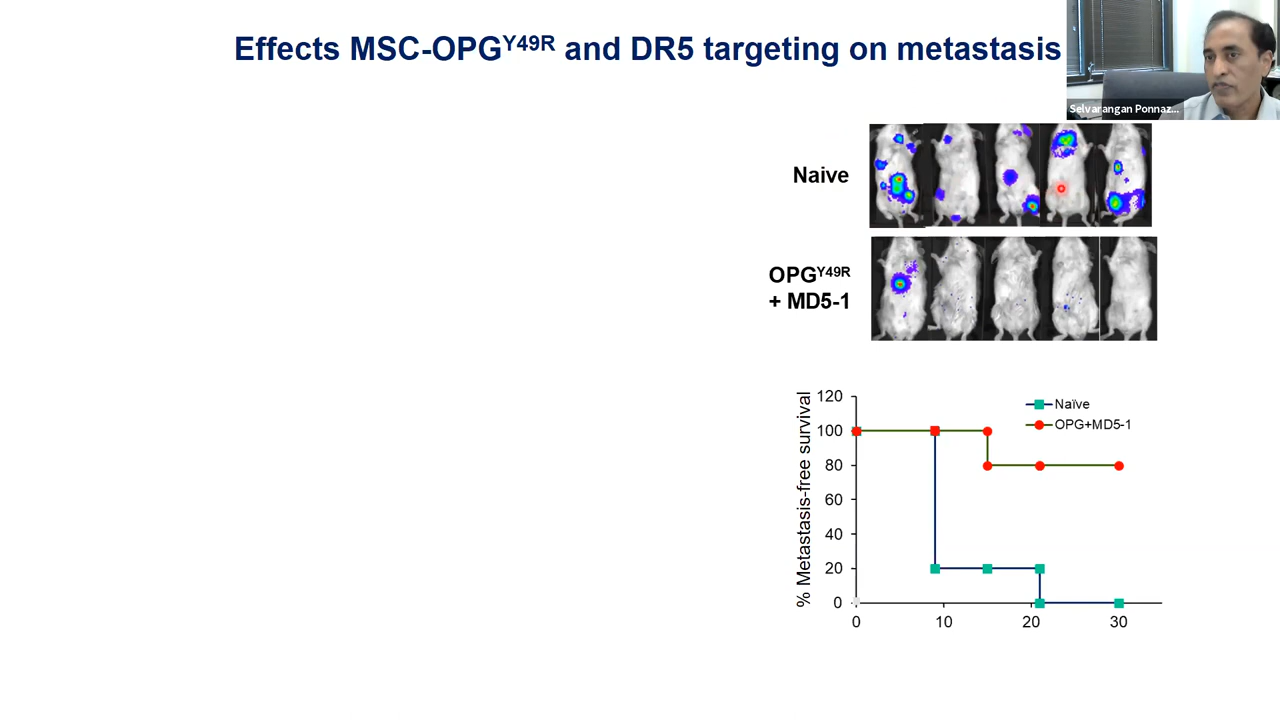 Effects MSC-OPGY49R and DR5 targeting on metastasis
Selvarangan Ponnaz...
Naive
OPGY49R
+ MD5-1
% Metastasis-free survival
120
100
80
60
40
20
0
0
10
20
30
Naïve
OPG+MD5-1